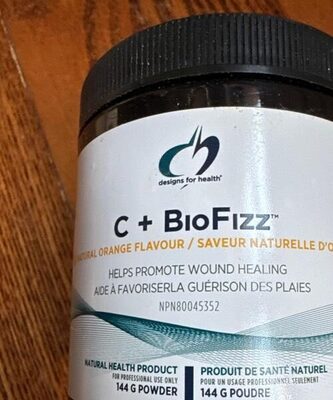 designs for health®
C + BioFizz™
NATURAL ORANGE FLAVOUR / SAVEUR NATURELLE D'O
HELPS PROMOTE WOUND HEALING
AIDE À FAVORISERLA GUÉRISON DES PLAIES
NPN80045352
NATURAL HEALTH PRODUCT
FOR PROFESSIONAL USE ONLY
144 G POWDER
PRODUIT DE SANTÉ NATUREL
POUR UN USAGE PROFESSIONNEL SEULEMENT
144 G POUDRE